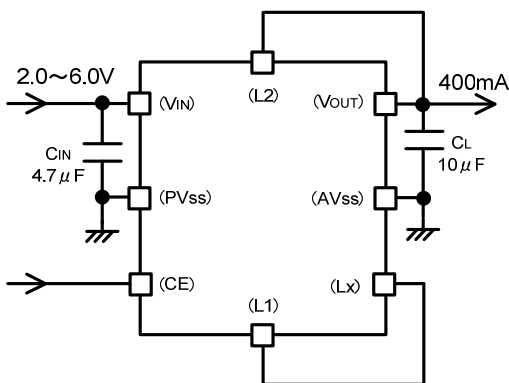 2.0～6.0V
(VIN)
(L2)
(VOUT)
400mA
CIN
4.7μF
CL
10μF
(PVss)
(AVss)
(CE)
(L1)
(Lx)